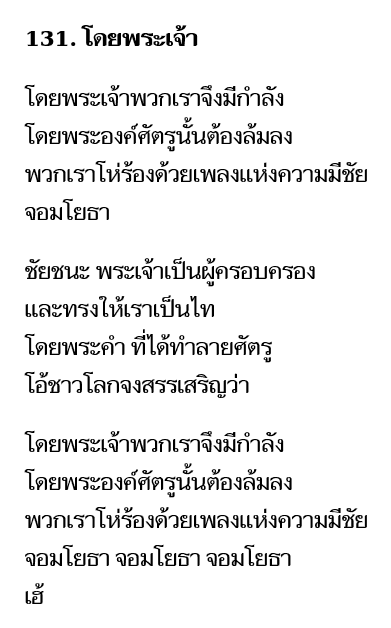 131. โดยพระเจ้า
โดยพระเจ้าพวกเราจึงมีกำลัง
โดยพระองค์ศัตรูนั้นต้องล้มลง
พวกเราโห่ร้องด้วยเพลงแห่งความมีชัย
จอมโยธา
ชัยชนะ พระเจ้าเป็นผู้ครอบครอง
และทรงให้เราเป็นไท
โดยพระคำ ที่ได้ทำลายศัตรู
โอ้ชาวโลกจงสรรเสริญว่า
โดยพระเจ้าพวกเราจึงมีกำลัง
โดยพระองค์ศัตรูนั้นต้องล้มลง
พวกเราโห่ร้องด้วยเพลงแห่งความมีชัย
จอมโยธา จอมโยธา จอมโยธา
เฮ้